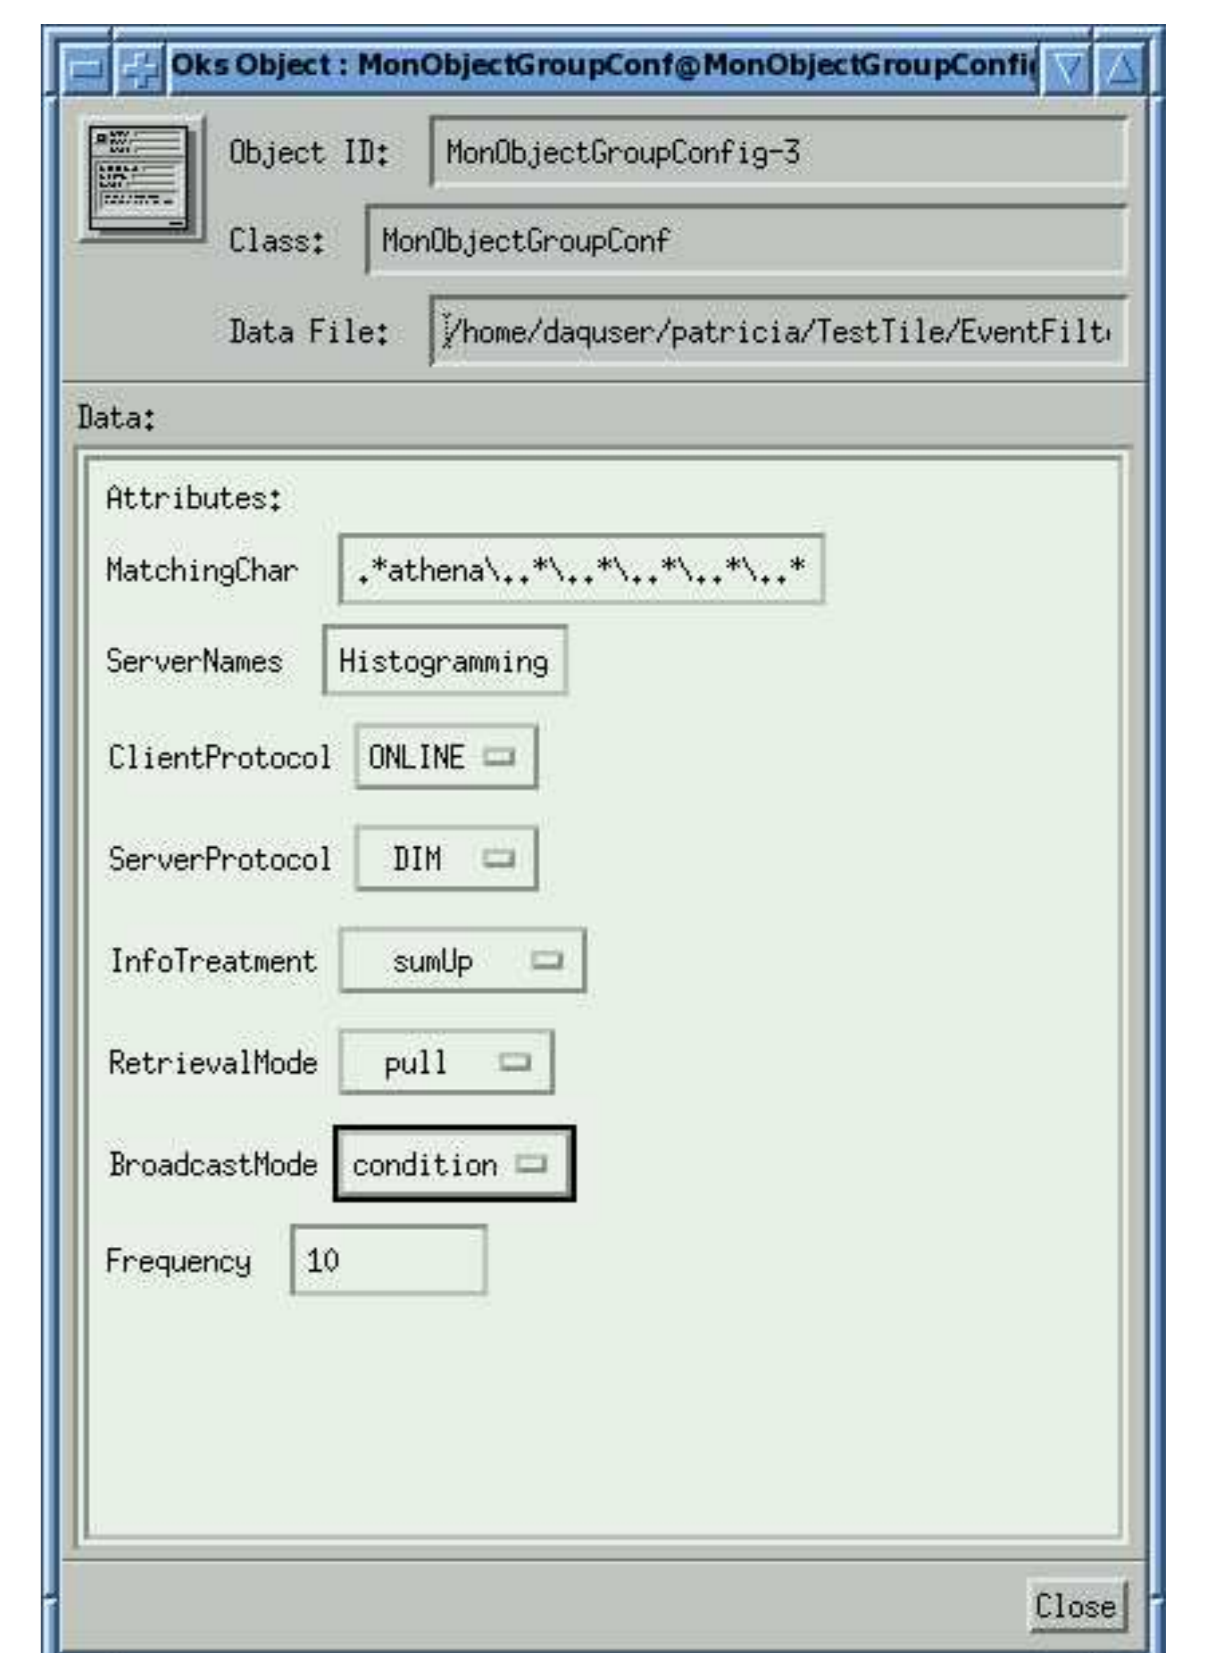 Oks Object : MonObjectGroupConf@MonObjectGroupConfi
Object ID: MonObjectGroupConfig-3
Class: MonObjectGroupConf
Data File: /home/daquser/patricia/TestTile/EventFilt
Data:
Attributes:
MatchingChar .*athena\..*\..*\..*\..*\..*
ServerNames Histogramming
ClientProtocol ONLINE
ServerProtocol DIM
InfoTreatment sumUp
RetrievalMode pull
BroadcastMode condition
Frequency 10
Close